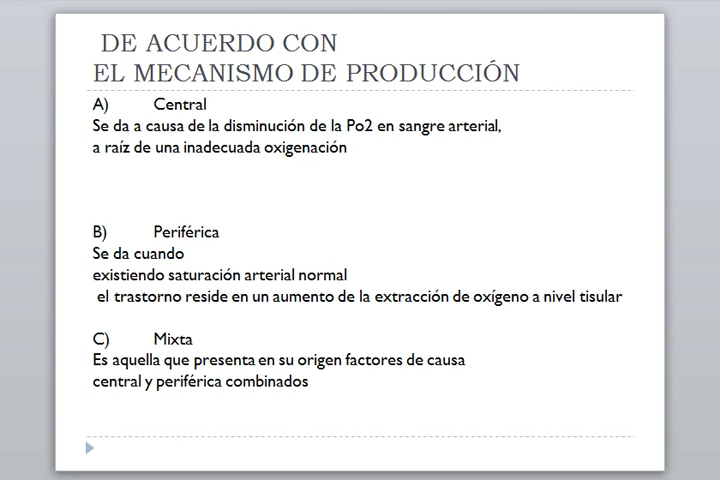 DE ACUERDO CON
EL MECANISMO DE PRODUCCIÓN
A) Central
Se da a causa de la disminución de la Po2 en sangre arterial,
a raíz de una inadecuada oxigenación
B) Periférica
Se da cuando
existiendo saturación arterial normal
el trastorno reside en un aumento de la extracción de oxígeno a nivel tisular
C) Mixta
Es aquella que presenta en su origen factores de causa
central y periférica combinados